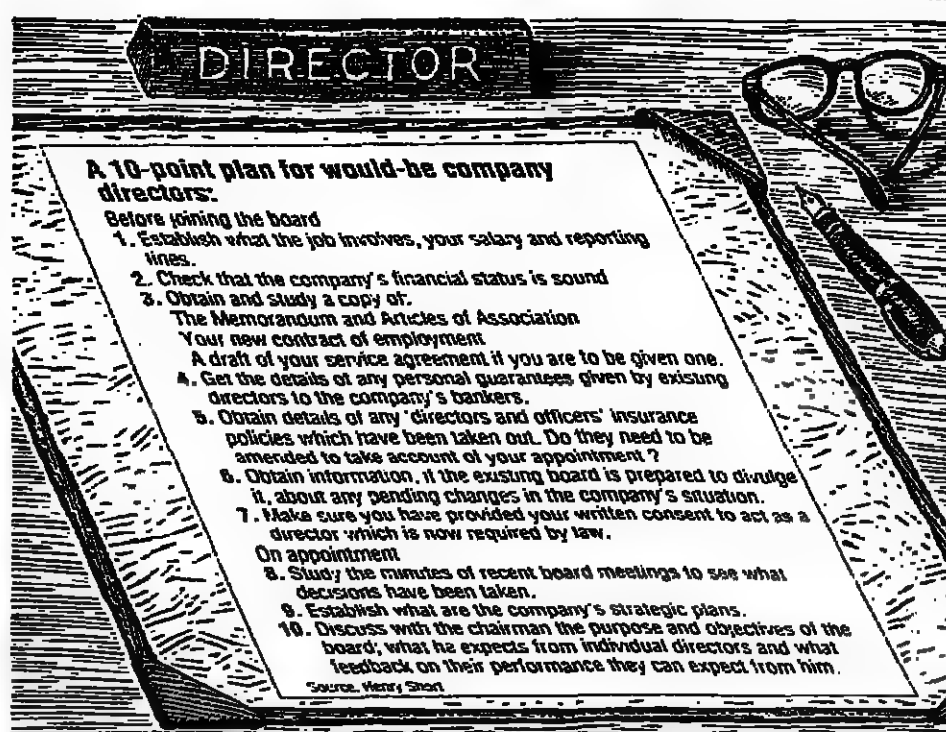 DIRECTOR
A 10-point plan for would-be company
directors:
Before joining the board
1. Establish what the job involves, your salary and reporting
lines.
2. Check that the company's financial status is sound
3. Obtain and study a copy of:
The Memorandum and Articles of Association
Your new contract of employment
A draft of your service agreement if you are to be given one.
4. Get the details of any personal guarantees given by existing
directors to the company's bankers.
5. Obtain details of any 'directors and officers' insurance
policies which have been taken out. Do they need to be
amended to take account of your appointment?
6. Obtain information, if the existing board is prepared to divulge
it, about any pending changes in the company's situation.
7. Make sure you have provided your written consent to act as a
director which is now required by law.
On appointment
8. Study the minutes of recent board meetings to see what
decisions have been taken.
9. Establish what are the company's strategic plans.
10. Discuss with the chairman the purpose and objectives of the
board; what he expects from individual directors and what
feedback on their performance they can expect from him.
Source: Henry Short